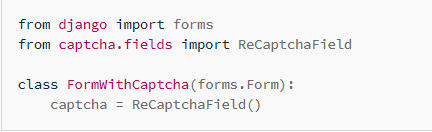 from django import forms
from captcha.fields import ReCaptchaField

class FormWithCaptcha(forms.Form):
    captcha = ReCaptchaField()